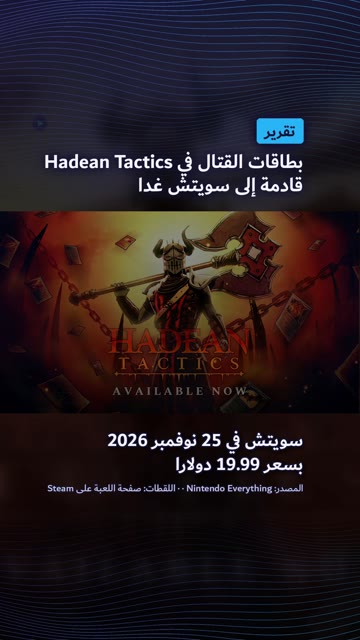 تقرير
بطاقات القتال في Hadean Tactics
قادمة إلى سويتش غدا
HADEAN
TACTICS
AVAILABLE NOW
سويتش في 25 نوفمبر 2026
بسعر 19.99 دولارا
المصدر: Nintendo Everything ·· اللقطات: صفحة اللعبة على Steam